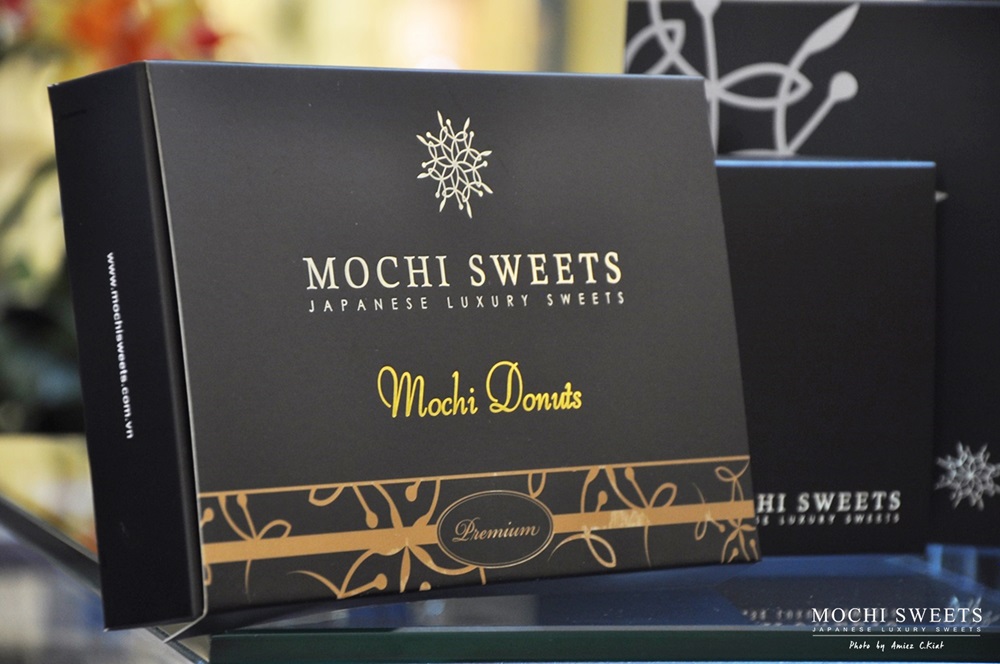 MOCHI SWEETS
JAPANESE LUXURY SWEETS
Mochi Donuts
Premium
www.mochisweets.com.vn
HI SWEETS
SE LUXURY SWEETS
MOCHI SWEETS
JAPANESE LUXURY SWEETS
Photo by Amiez C.Kiat